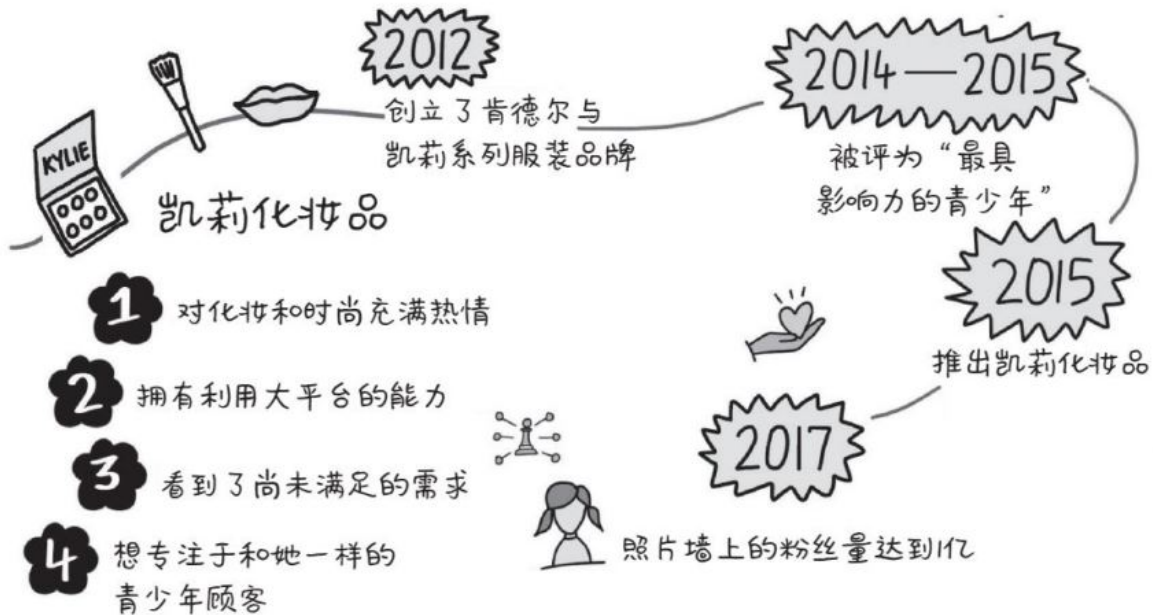 2012
创立了肯德尔与
凯莉系列服装品牌
2014—2015
被评为“最具
影响力的青少年”
2015
推出凯莉化妆品
2017
照片墙上的粉丝量达到1亿
KYLIE
凯莉化妆品
1 对化妆和时尚充满热情
2 拥有利用大平台的能力
3 看到了尚未满足的需求
4 想专注于和她一样的
青少年顾客